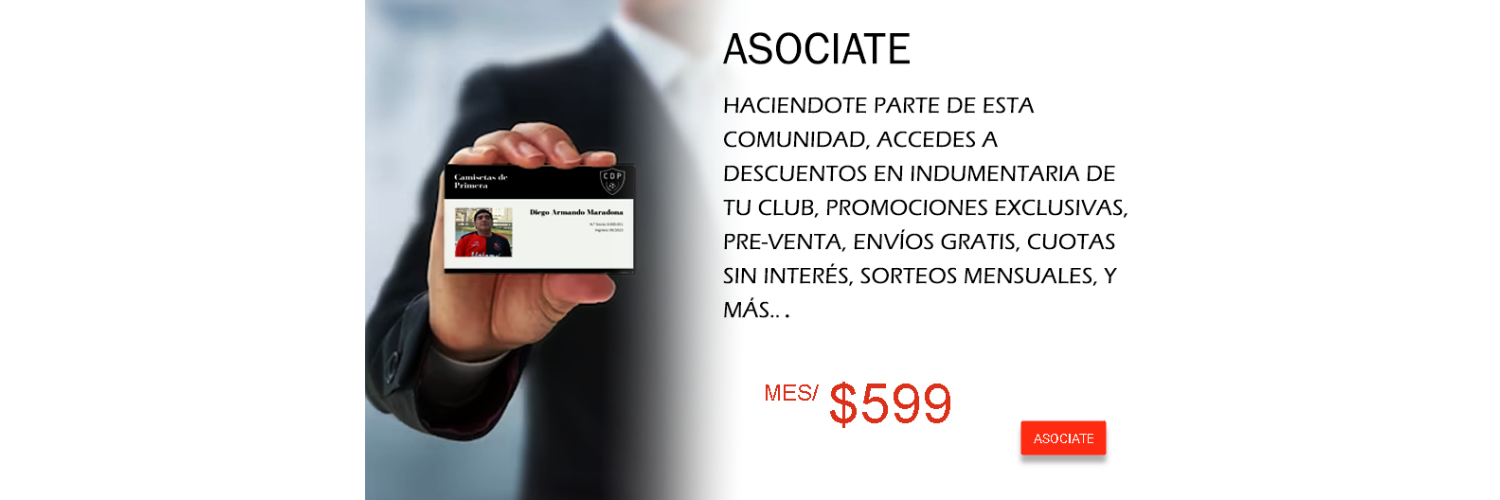 ASOCIATE
HACIENDOTE PARTE DE ESTA
COMUNIDAD, ACCEDES A
DESCUENTOS EN INDUMENTARIA DE
TU CLUB, PROMOCIONES EXCLUSIVAS,
PRE-VENTA, ENVÍOS GRATIS, CUOTAS
SIN INTERÉS, SORTEOS MENSUALES, Y
MÁS.. .
Camisetas de
Primera
CDP
Diego Armando Maradona
MES/ $599
ASOCIATE